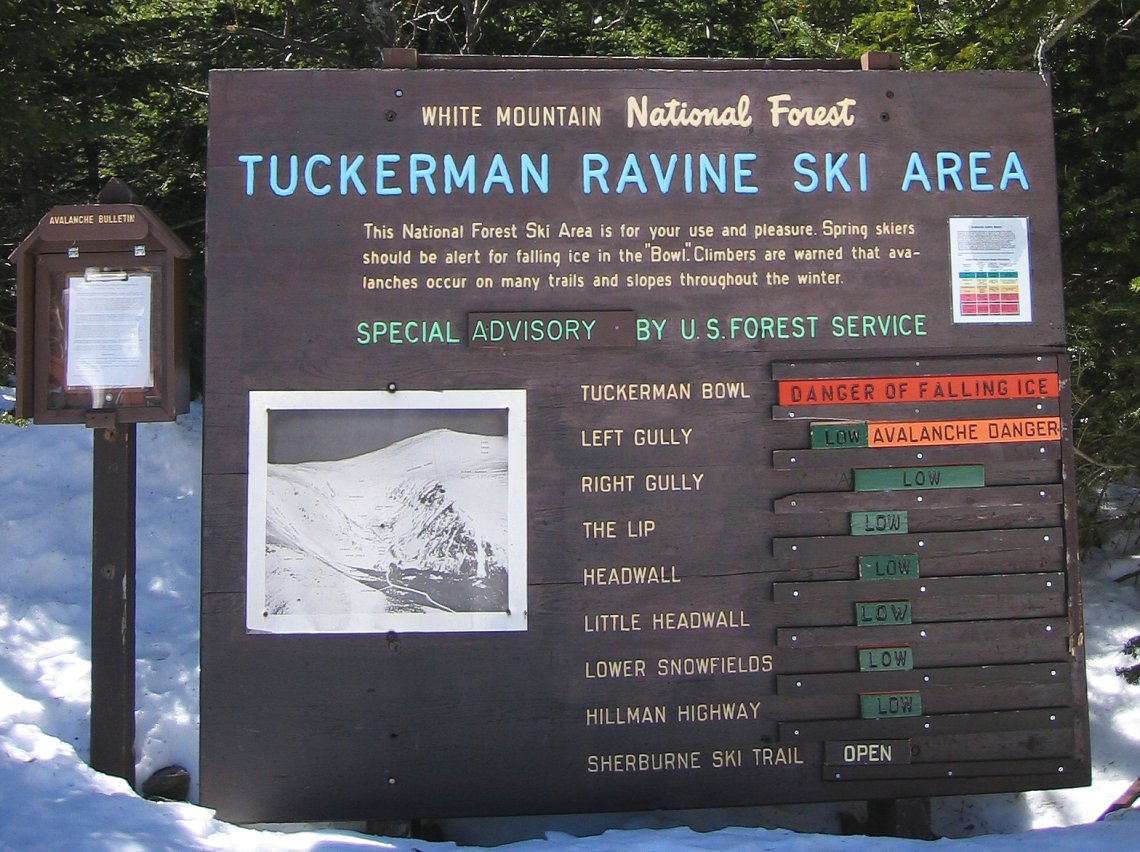 WHITE MOUNTAIN National Forest
TUCKERMAN RAVINE SKI AREA
AVALANCHE BULLETIN
This National Forest Ski Area is for your use and pleasure. Spring skiers
should be alert for falling ice in the "Bowl". Climbers are warned that ava-
lanches occur on many trails and slopes throughout the winter.
SPECIAL ADVISORY BY U.S. FOREST SERVICE
TUCKERMAN BOWL DANGER OF FALLING ICE
LEFT GULLY LOW AVALANCHE DANGER
RIGHT GULLY LOW
THE LIP LOW
HEADWALL LOW
LITTLE HEADWALL LOW
LOWER SNOWFIELDS LOW
HILLMAN HIGHWAY LOW
SHERBURNE SKI TRAIL OPEN